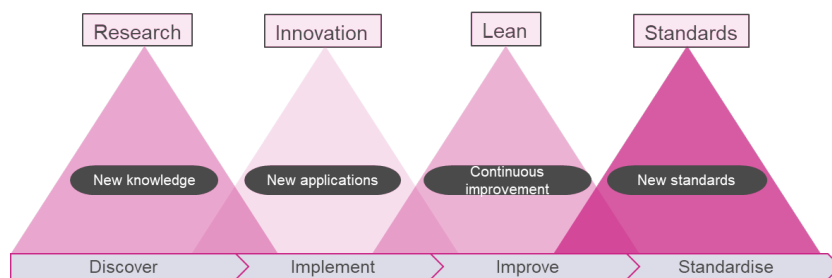 Research
Innovation
Lean
Standards
New knowledge
New applications
Continuous
improvement
New standards
Discover
Implement
Improve
Standardise